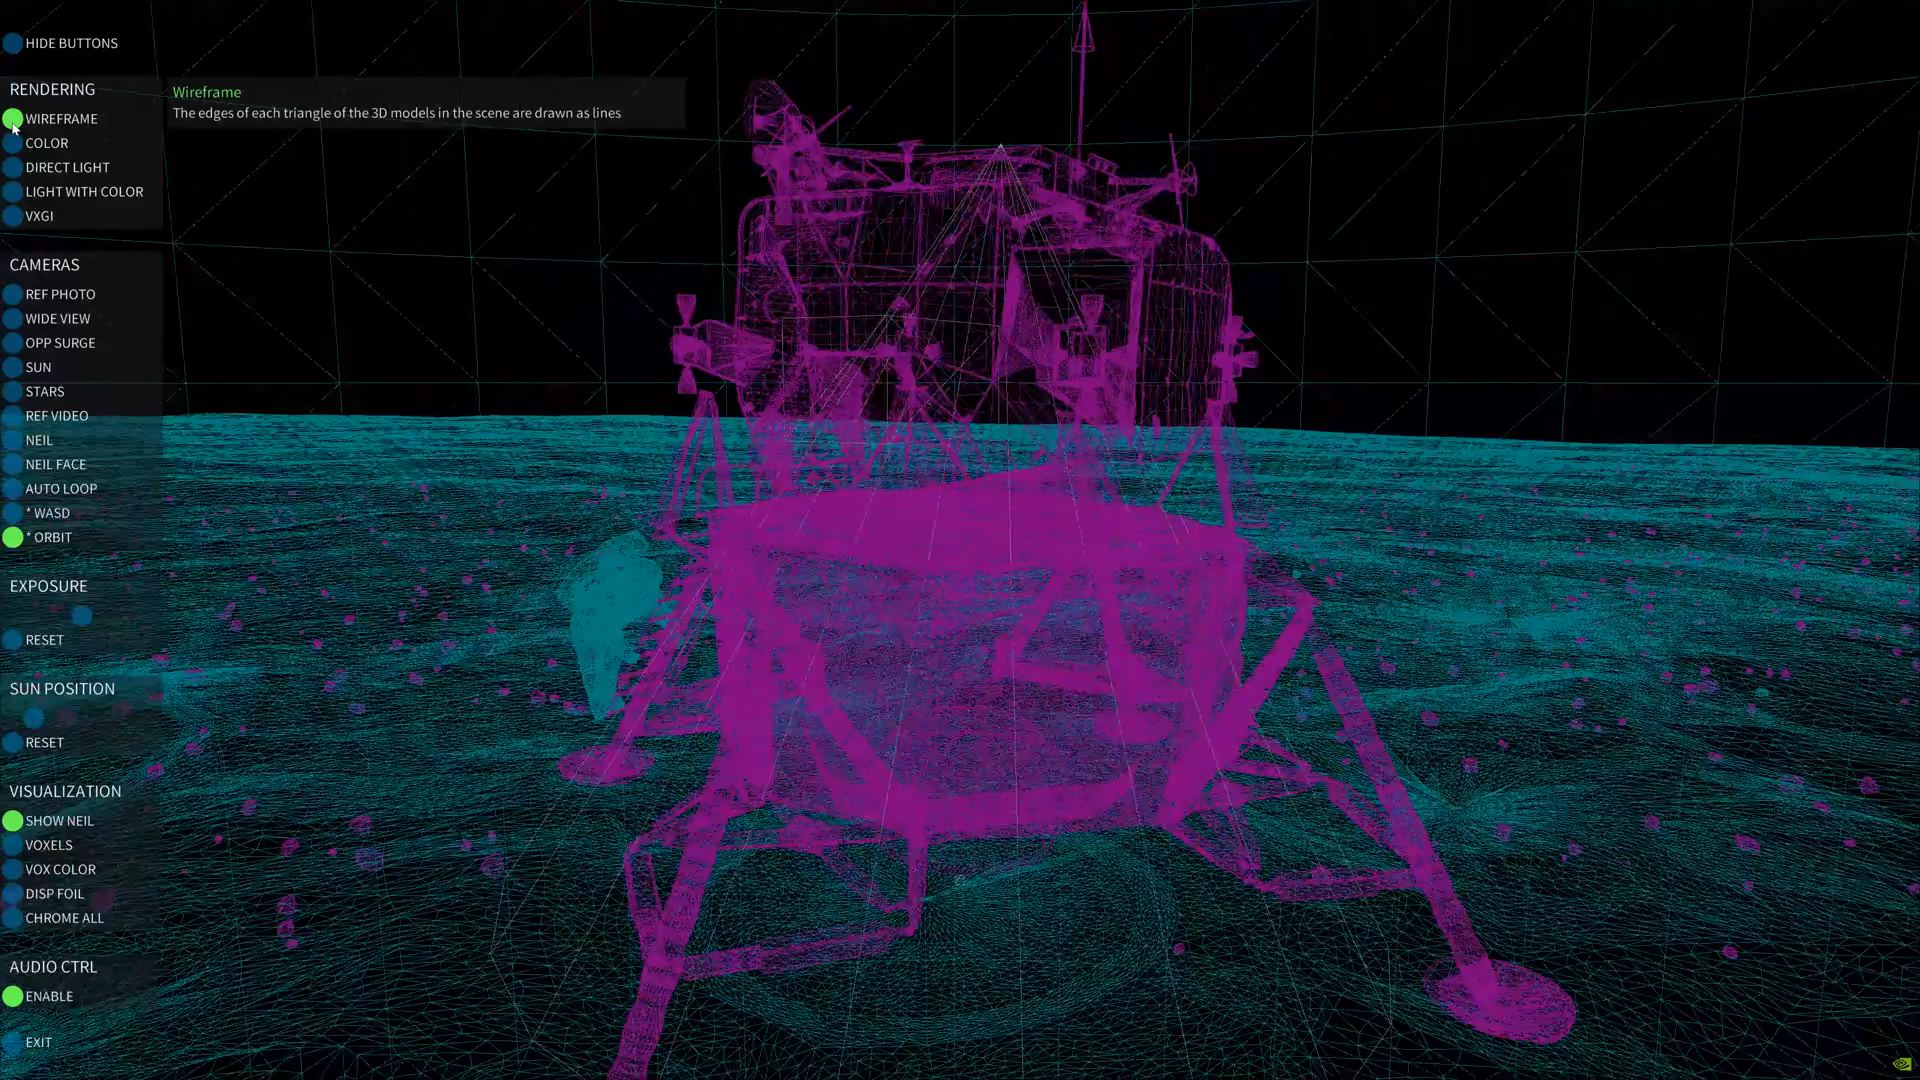 HIDE BUTTONS
RENDERING
WIREFRAME
COLOR
DIRECT LIGHT
LIGHT WITH COLOR
VXGI
Wireframe
The edges of each triangle of the 3D models in the scene are drawn as lines
CAMERAS
REF PHOTO
WIDE VIEW
OPP SURGE
SUN
STARS
REF VIDEO
NEIL
NEIL FACE
AUTO LOOP
* WASD
* ORBIT
EXPOSURE
RESET
SUN POSITION
RESET
VISUALIZATION
SHOW NEIL
VOXELS
VOX COLOR
DISP FOIL
CHROME ALL
AUDIO CTRL
ENABLE
EXIT